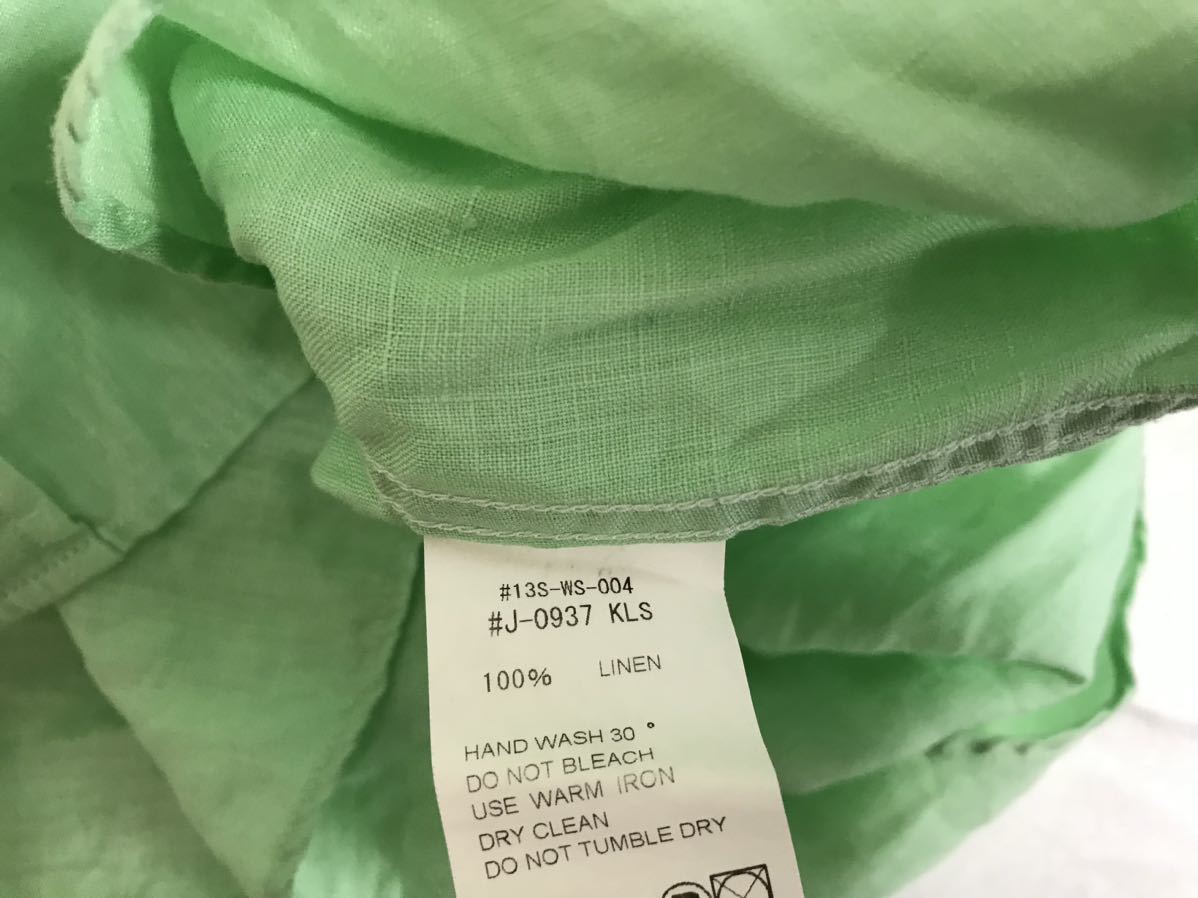 #13S-WS-004
#J-0937 KLS
100% LINEN
HAND WASH 30 °
DO NOT BLEACH
USE WARM IRON
DRY CLEAN
DO NOT TUMBLE DRY